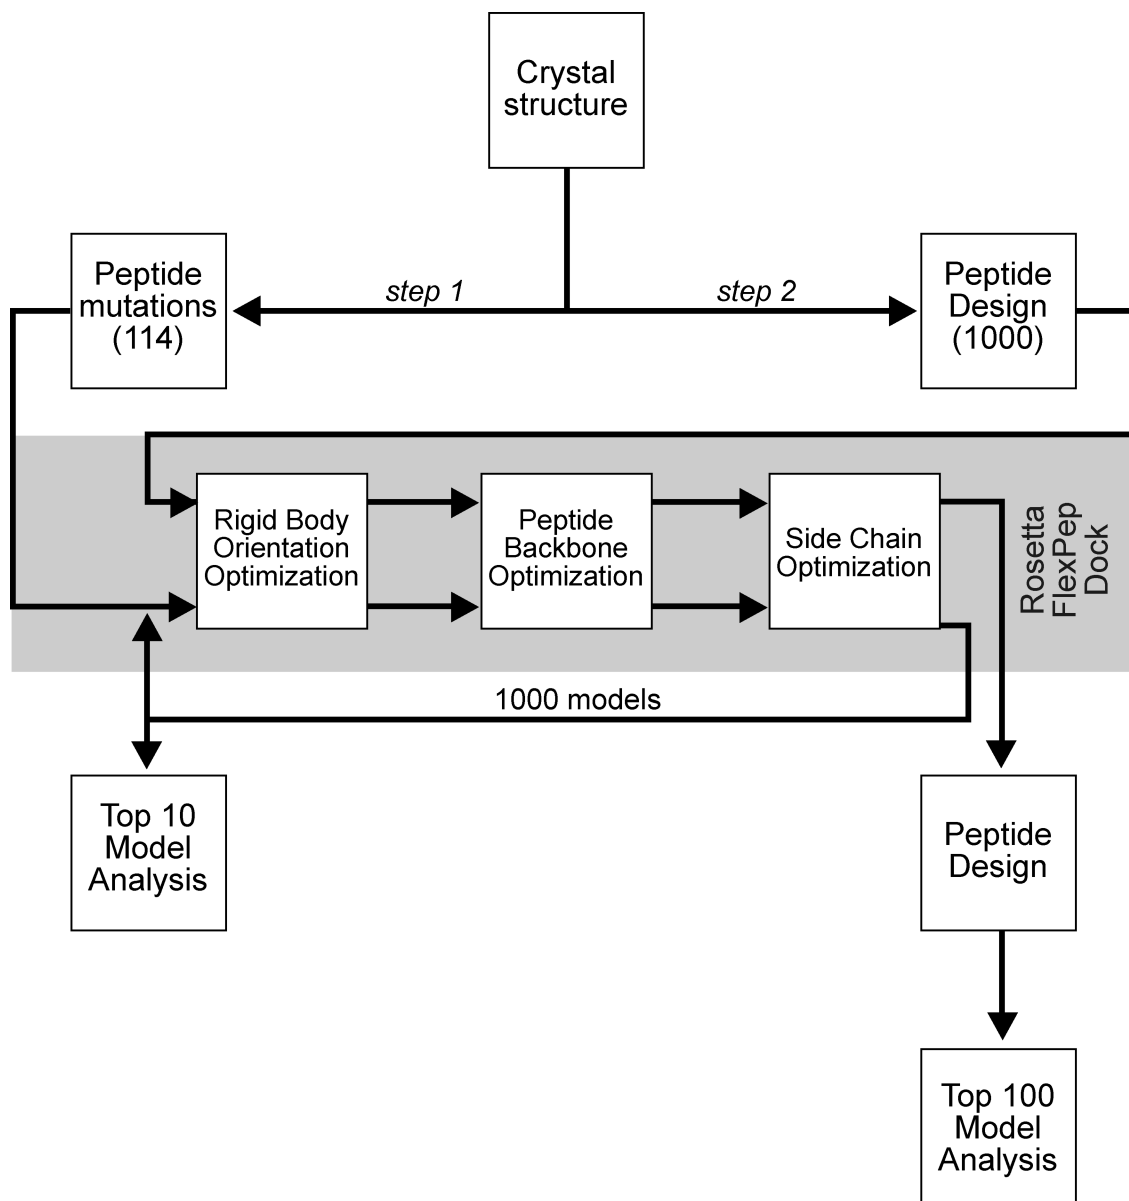 Crystal
structure
Peptide
mutations
(114)
step 1
step 2
Peptide
Design
(1000)
Rigid Body
Orientation
Optimization
Peptide
Backbone
Optimization
Side Chain
Optimization
Rosetta
FlexPep
Dock
1000 models
Top 10
Model
Analysis
Peptide
Design
Top 100
Model
Analysis